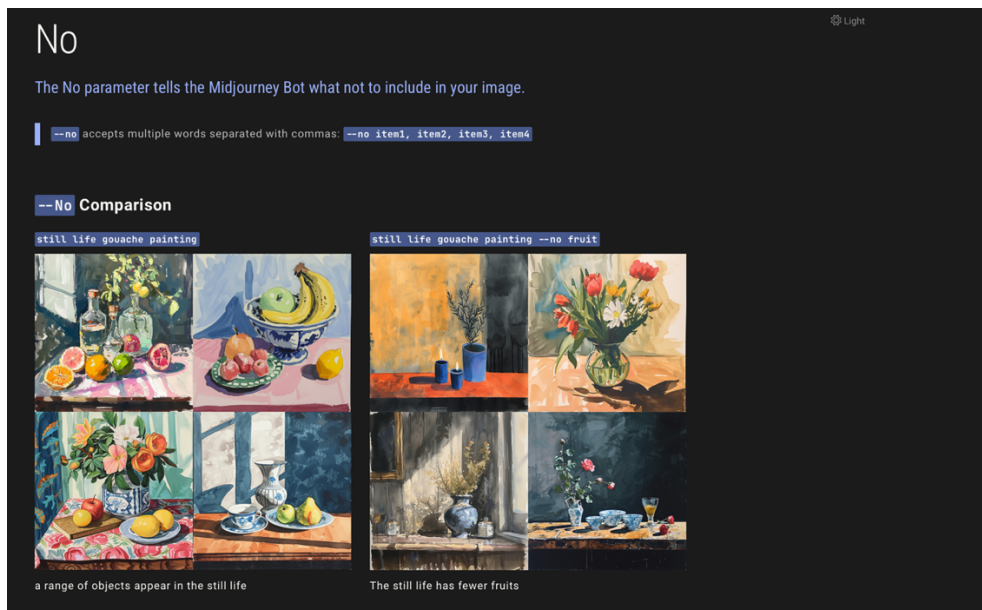 Light
No
The No parameter tells the Midjourney Bot what not to include in your image.
--no accepts multiple words separated with commas: --no item1, item2, item3, item4
--No Comparison
still life gouache painting
still life gouache painting --no fruit
a range of objects appear in the still life
The still life has fewer fruits